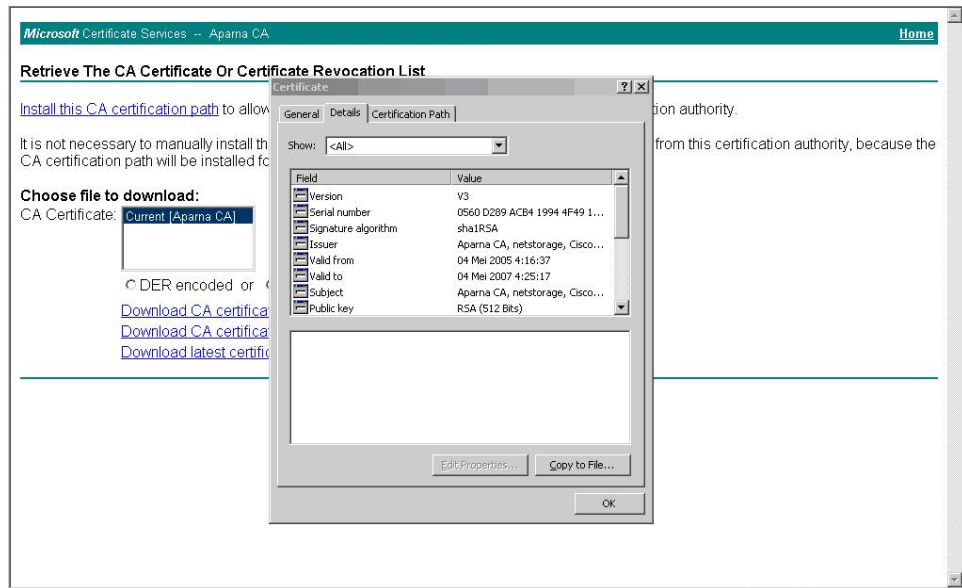 Microsoft Certificate Services -- Aparna CA Home
Retrieve The CA Certificate Or Certificate Revocation List
Install this CA certification path to allow
tion authority.
It is not necessary to manually install th
from this certification authority, because the
CA certification path will be installed fo
Choose file to download:
CA Certificate: Current [Aparna CA]
DER encoded or
Download CA certifica
Download CA certifica
Download latest certific
Certificate
General Details Certification Path
Show: <All>
Field Value
Version V3
Serial number 0560 D289 ACB4 1994 4F49 1...
Signature algorithm sha1RSA
Issuer Aparna CA, netstorage, Cisco...
Valid from 04 Mei 2005 4:16:37
Valid to 04 Mei 2007 4:25:17
Subject Aparna CA, netstorage, Cisco...
Public key RSA (512 Bits)
Edit Properties... Copy to File...
OK